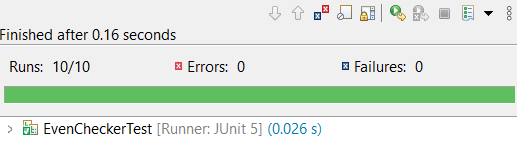 Finished after 0.16 seconds
Runs: 10/10 Errors: 0 Failures: 0
EvenCheckerTest [Runner: JUnit 5] (0.026 s)